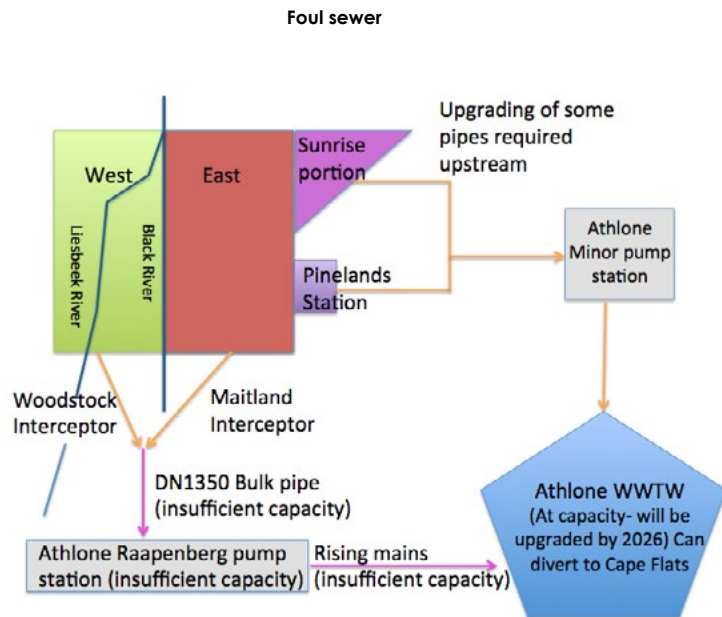 Foul sewer
Upgrading of some
pipes required
upstream
Sunrise
portion
West
East
Liesbeek River
Black River
Athlone
Minor pump
station
Pinelands
Station
Woodstock
Interceptor
Maitland
Interceptor
DN1350 Bulk pipe
(insufficient capacity)
Athlone Raapenberg pump
station (insufficient capacity)
Rising mains
(insufficient capacity)
Athlone WWTW
(At capacity- will be
upgraded by 2026) Can
divert to Cape Flats